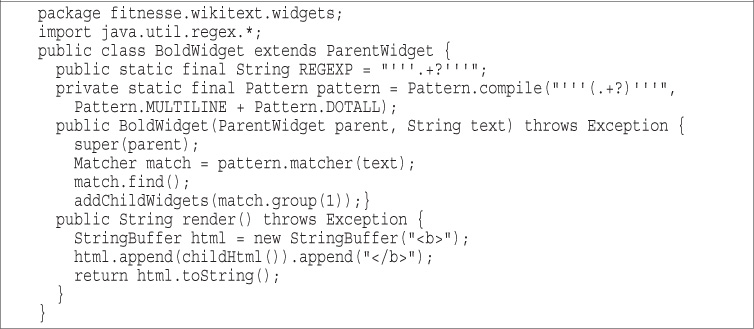 package fitnesse.wikitext.widgets;
import java.util.regex.*;
public class BoldWidget extends ParentWidget {
  public static final String REGEXP = "'''.+?'''";
  private static final Pattern pattern = Pattern.compile("'''(.+?)'''",
    Pattern.MULTILINE + Pattern.DOTALL);
  public BoldWidget(ParentWidget parent, String text) throws Exception {
    super(parent);
    Matcher match = pattern.matcher(text);
    match.find();
    addChildWidgets(match.group(1));}
  public String render() throws Exception {
    StringBuffer html = new StringBuffer("<b>");
    html.append(childHtml()).append("</b>");
    return html.toString();
  }
}